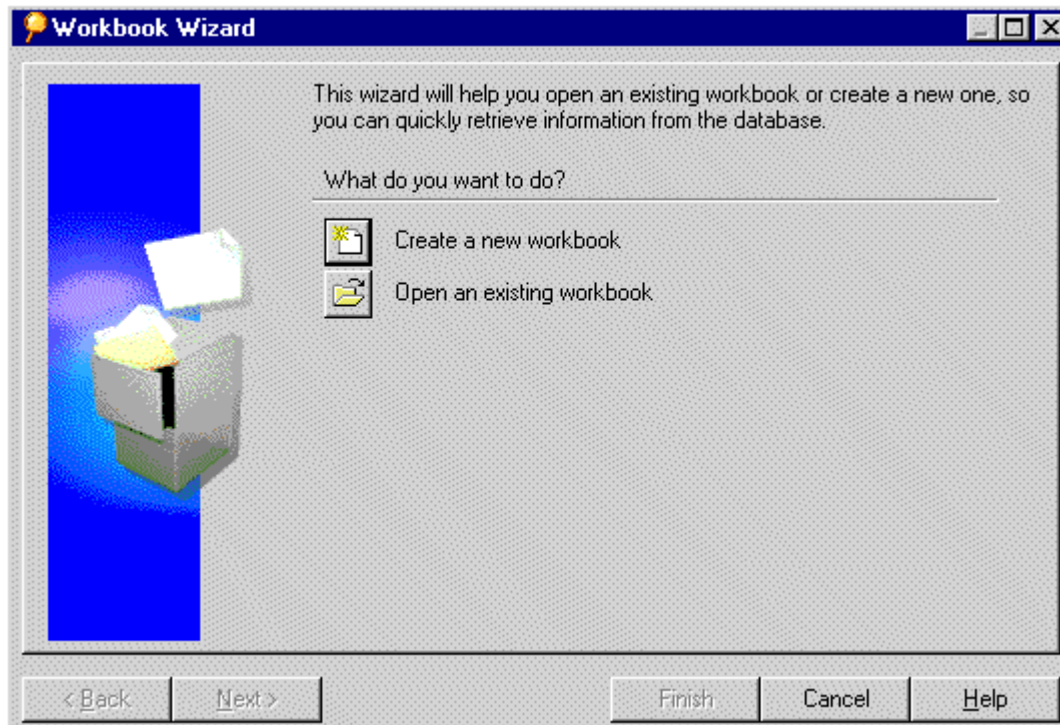 Workbook Wizard
This wizard will help you open an existing workbook or create a new one, so
you can quickly retrieve information from the database.
What do you want to do?
Create a new workbook
Open an existing workbook
< Back Next > Finish Cancel Help